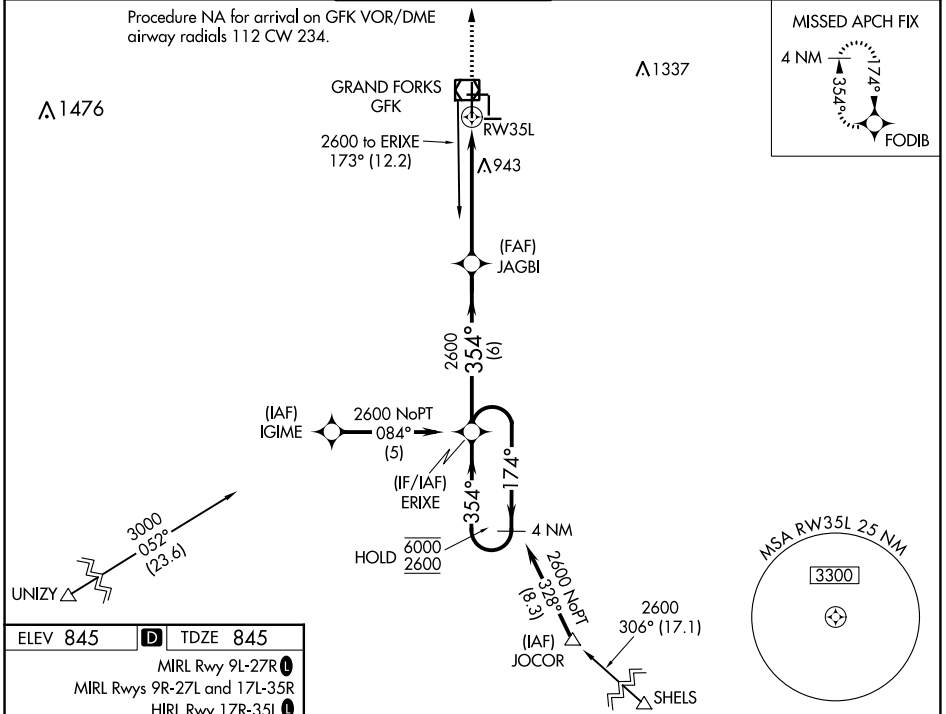 Procedure NA for arrival on GFK VOR/DME
airway radials 112 CW 234.
MISSED APCH FIX
4 NM
354°
174°
FODIB
1476
1337
GRAND FORKS
GFK
RW35L
2600 to ERIXE
173° (12.2)
943
(FAF)
JAGBI
2600
354°
(6)
(IAF)
IGIME
2600 NoPT
084°
(5)
(IF/IAF)
ERIXE
354°
174°
4 NM
HOLD 6000
2600
3000
052°
(23.6)
UNIZY
2600 NoPT
328°
(8.3)
(IAF)
JOCOR
2600
306° (17.1)
SHELS
MSA RW35L 25 NM
3300
ELEV 845 D TDZE 845
MIRL Rwy 9L-27R L
MIRL Rwys 9R-27L and 17L-35R
HIRL Rwy 17R-35L L